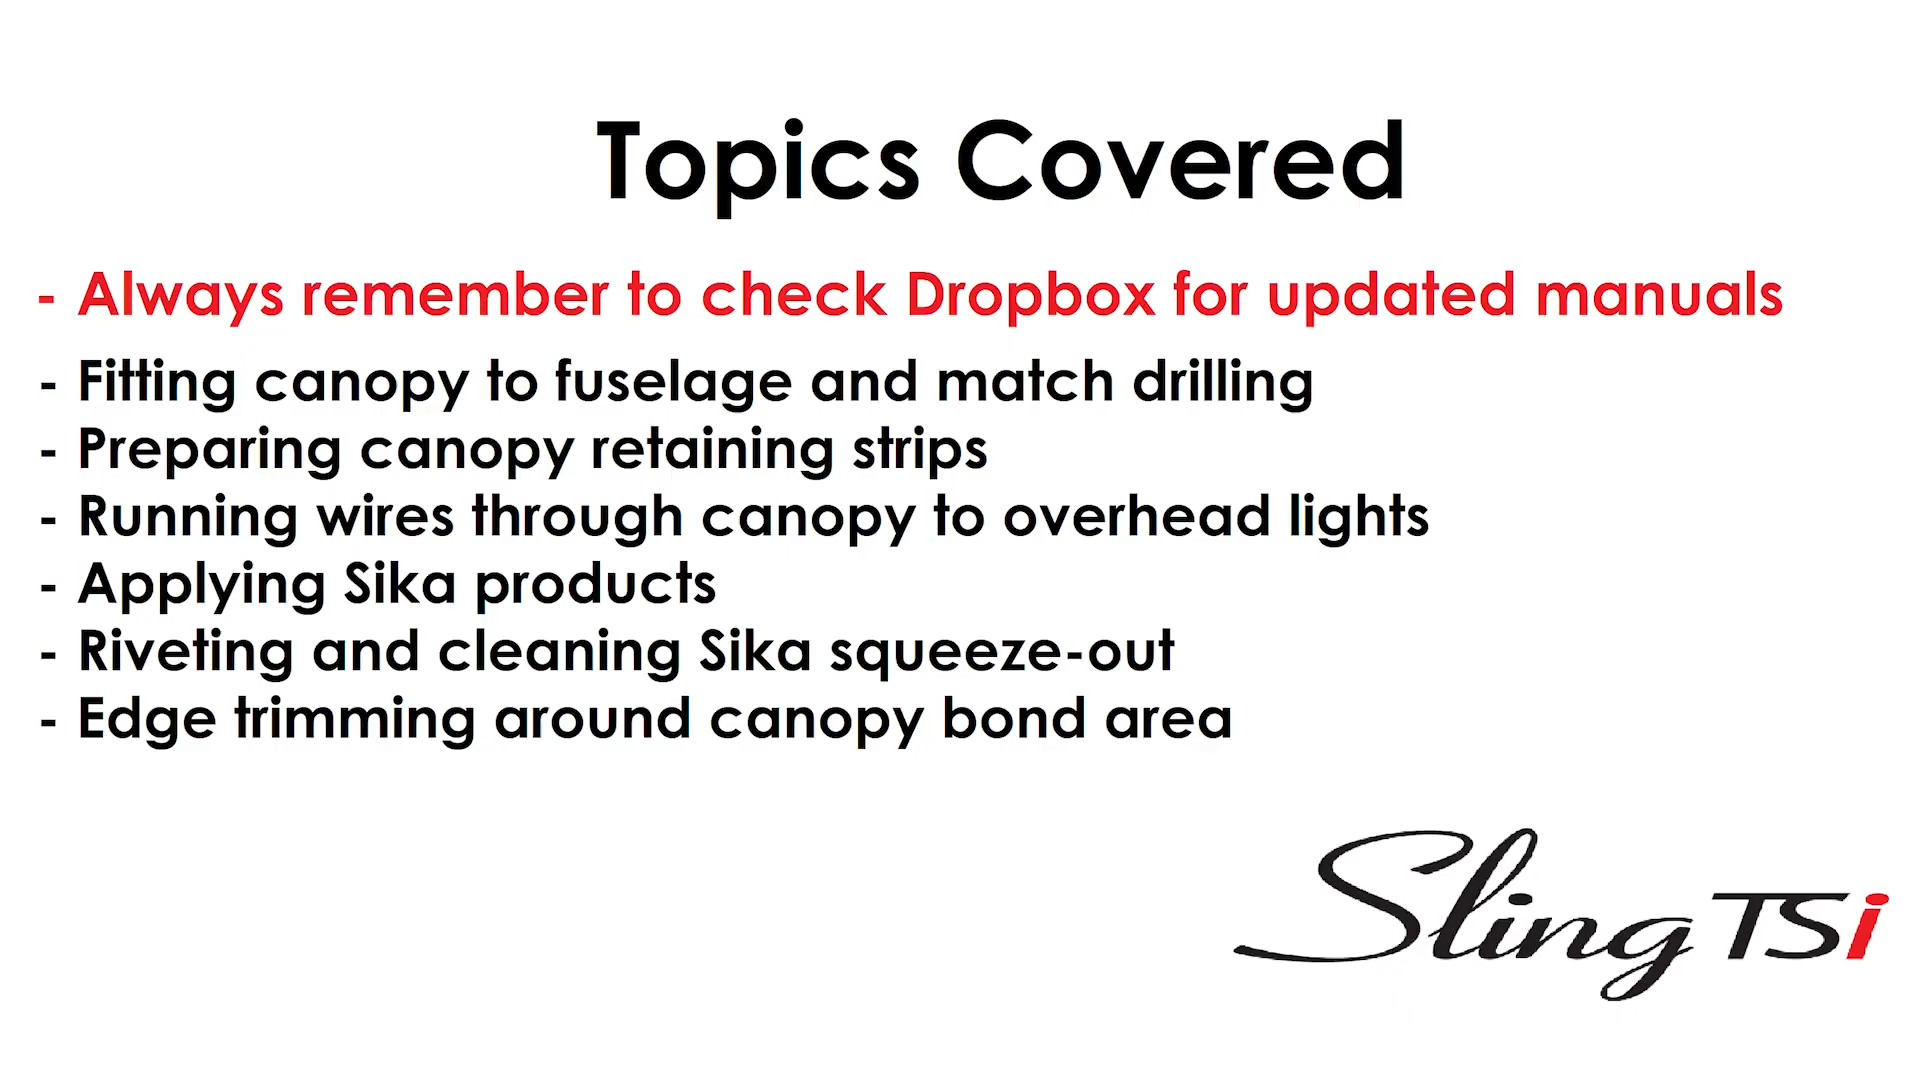 Topics Covered
- Always remember to check Dropbox for updated manuals
- Fitting canopy to fuselage and match drilling
- Preparing canopy retaining strips
- Running wires through canopy to overhead lights
- Applying Sika products
- Riveting and cleaning Sika squeeze-out
- Edge trimming around canopy bond area
Sling TSi